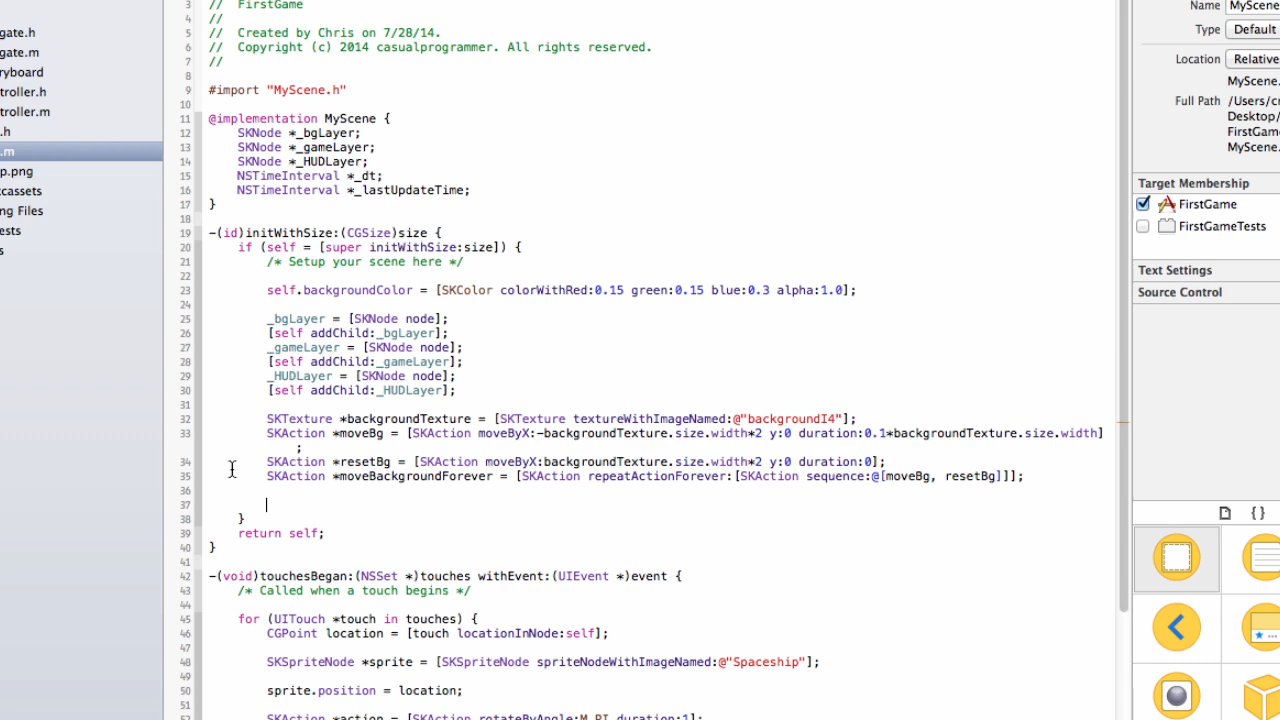 3 // FirstGame
4 //
5 // Created by Chris on 7/28/14.
6 // Copyright (c) 2014 casualprogrammer. All rights reserved.
7 //
8
9 #import "MyScene.h"
10
11 @implementation MyScene {
12 SKNode *_bgLayer;
13 SKNode *_gameLayer;
14 SKNode *_HUDLayer;
15 NSTimeInterval *_dt;
16 NSTimeInterval *_lastUpdateTime;
17 }
18
19 -(id)initWithSize:(CGSize)size {
20 if (self = [super initWithSize:size]) {
21 /* Setup your scene here */
22
23 self.backgroundColor = [SKColor colorWithRed:0.15 green:0.15 blue:0.3 alpha:1.0];
24
25 _bgLayer = [SKNode node];
26 [self addChild:_bgLayer];
27 _gameLayer = [SKNode node];
28 [self addChild:_gameLayer];
29 _HUDLayer = [SKNode node];
30 [self addChild:_HUDLayer];
31
32 SKTexture *backgroundTexture = [SKTexture textureWithImageNamed:@"backgroundI4"];
33 SKAction *moveBg = [SKAction moveByX:-backgroundTexture.size.width*2 y:0 duration:0.1*backgroundTexture.size.width]
;
34 SKAction *resetBg = [SKAction moveByX:backgroundTexture.size.width*2 y:0 duration:0];
35 SKAction *moveBackgroundForever = [SKAction repeatActionForever:[SKAction sequence:@[moveBg, resetBg]]];
36
37
38 }
39 return self;
40 }
41
42 -(void)touchesBegan:(NSSet *)touches withEvent:(UIEvent *)event {
43 /* Called when a touch begins */
44
45 for (UITouch *touch in touches) {
46 CGPoint location = [touch locationInNode:self];
47
48 SKSpriteNode *sprite = [SKSpriteNode spriteNodeWithImageNamed:@"Spaceship"];
49
50 sprite.position = location;
51
52 SKAction *action = [SKAction rotateByAngle:M_PI duration:1];
gate.h
gate.m
ryboard
troller.h
troller.m
.h
.m
p.png
cassets
ng Files
ests
s
Name MyScene
Type Default
Location Relative
MyScene.
Full Path /Users/c
Desktop/
FirstGam
MyScene.
Target Membership
FirstGame
FirstGameTests
Text Settings
Source Control
{ }